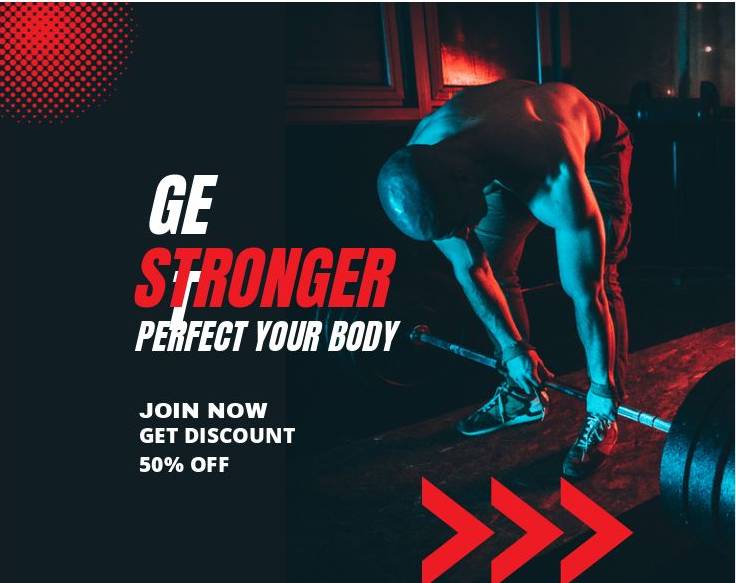 GE
T
STRONGER
PERFECT YOUR BODY
JOIN NOW
GET DISCOUNT
50% OFF